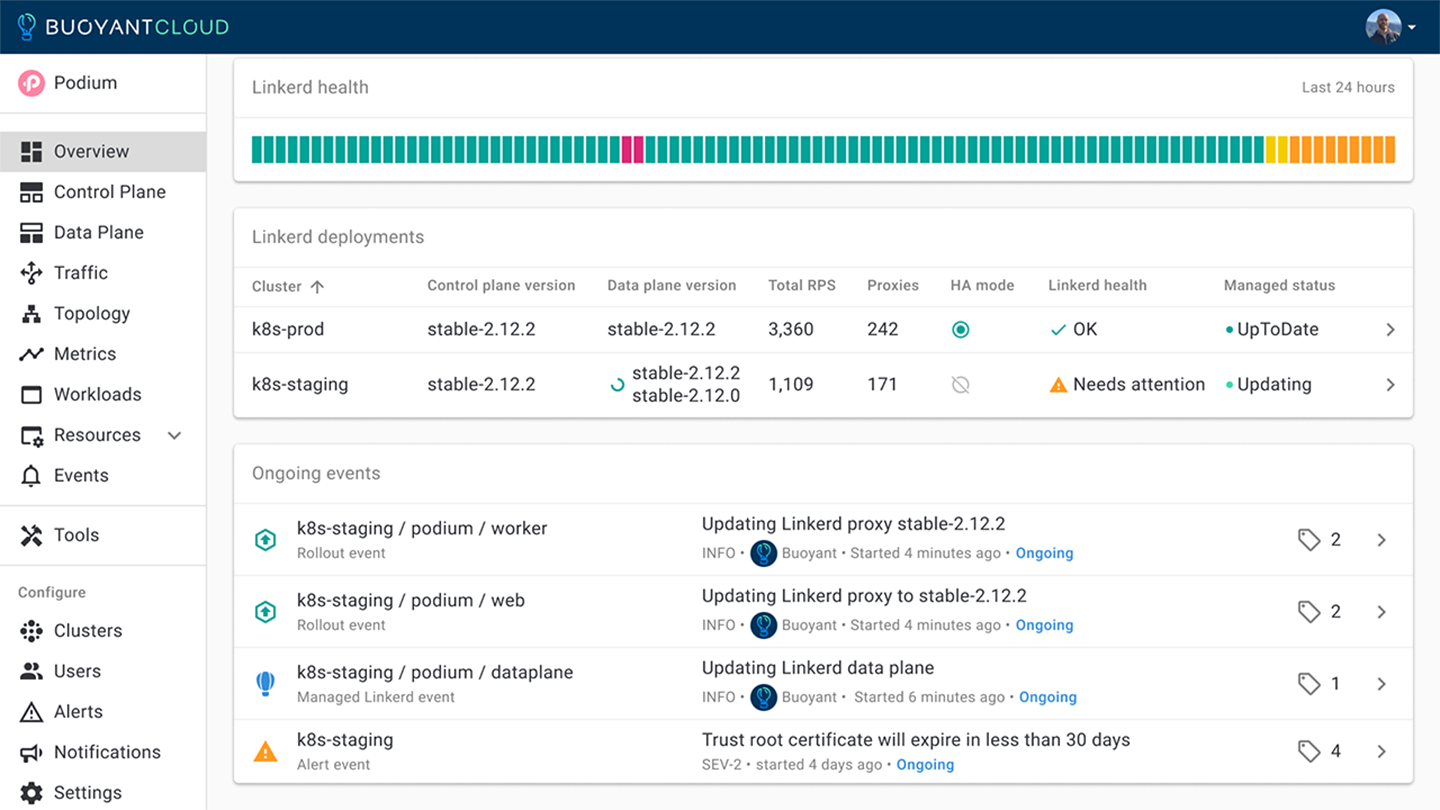 BUOYANTCLOUD
Podium
Overview
Control Plane
Data Plane
Traffic
Topology
Metrics
Workloads
Resources
Events
Tools
Configure
Clusters
Users
Alerts
Notifications
Settings
Linkerd health Last 24 hours
Linkerd deployments
Cluster Control plane version Data plane version Total RPS Proxies HA mode Linkerd health Managed status
k8s-prod stable-2.12.2 stable-2.12.2 3,360 242 OK UpToDate
k8s-staging stable-2.12.2 stable-2.12.2 1,109 171 Needs attention Updating
stable-2.12.0
Ongoing events
k8s-staging / podium / worker Updating Linkerd proxy stable-2.12.2 2
Rollout event INFO • Buoyant • Started 4 minutes ago • Ongoing
k8s-staging / podium / web Updating Linkerd proxy to stable-2.12.2 2
Rollout event INFO • Buoyant • Started 4 minutes ago • Ongoing
k8s-staging / podium / dataplane Updating Linkerd data plane 1
Managed Linkerd event INFO • Buoyant • Started 6 minutes ago • Ongoing
k8s-staging Trust root certificate will expire in less than 30 days 4
Alert event SEV-2 • started 4 days ago • Ongoing